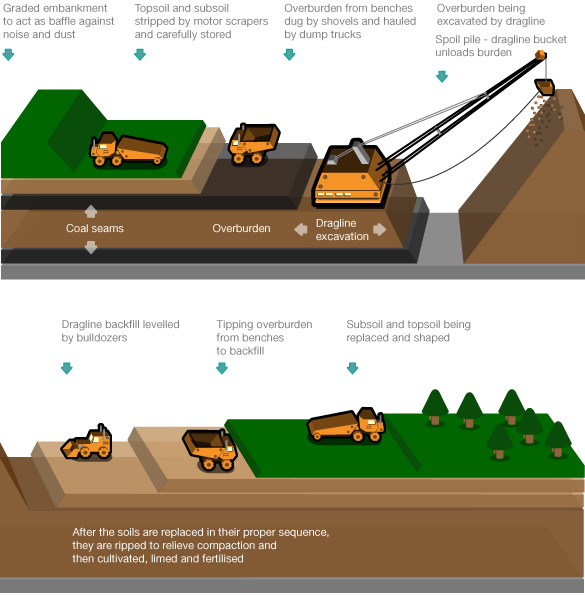 Graded embankment
to act as baffle against
noise and dust
Topsoil and subsoil
stripped by motor scrapers
and carefully stored
Overburden from benches
dug by shovels and hauled
by dump trucks
Overburden being
excavated by dragline
Spoil pile - dragline bucket
unloads burden
Coal seams
Overburden
Dragline
excavation
Dragline backfill levelled
by bulldozers
Tipping overburden
from benches
to backfill
Subsoil and topsoil being
replaced and shaped
After the soils are replaced in their proper sequence,
they are ripped to relieve compaction and
then cultivated, limed and fertilised